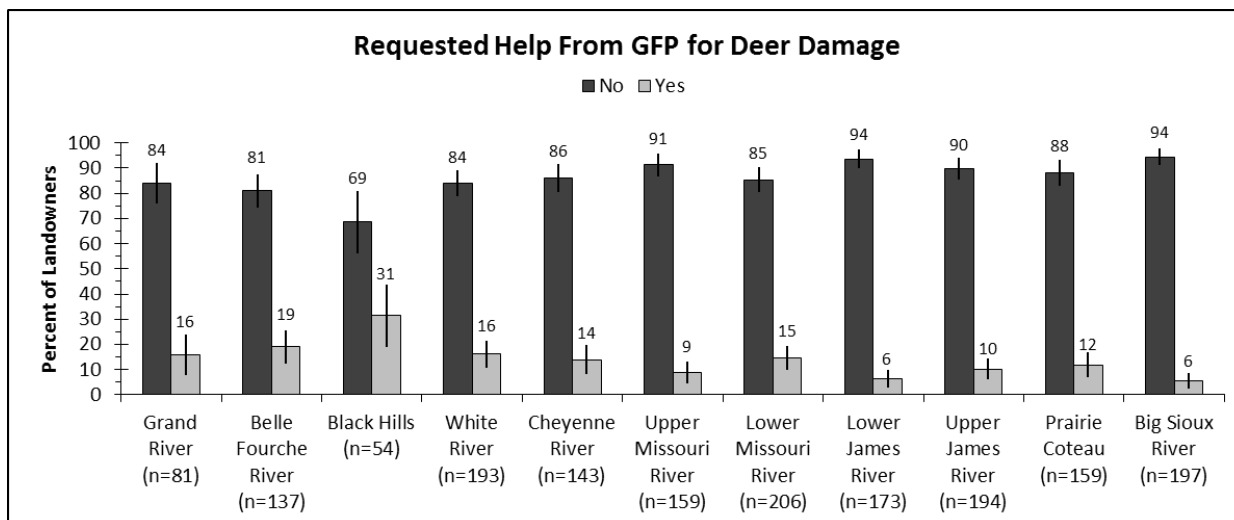 Requested Help From GFP for Deer Damage
No Yes
Percent of Landowners
100
90
80
70
60
50
40
30
20
10
0
84 81 69 84 86 91 85 94 90 88 94
16 19 31 16 14 9 15 6 10 12 6
Grand
River
(n=81)
Belle
Fourche
River
(n=137)
Black Hills
(n=54)
White
River
(n=193)
Cheyenne
River
(n=143)
Upper
Missouri
River
(n=159)
Lower
Missouri
River
(n=206)
Lower
James
River
(n=173)
Upper
James
River
(n=194)
Prairie
Coteau
(n=159)
Big Sioux
River
(n=197)